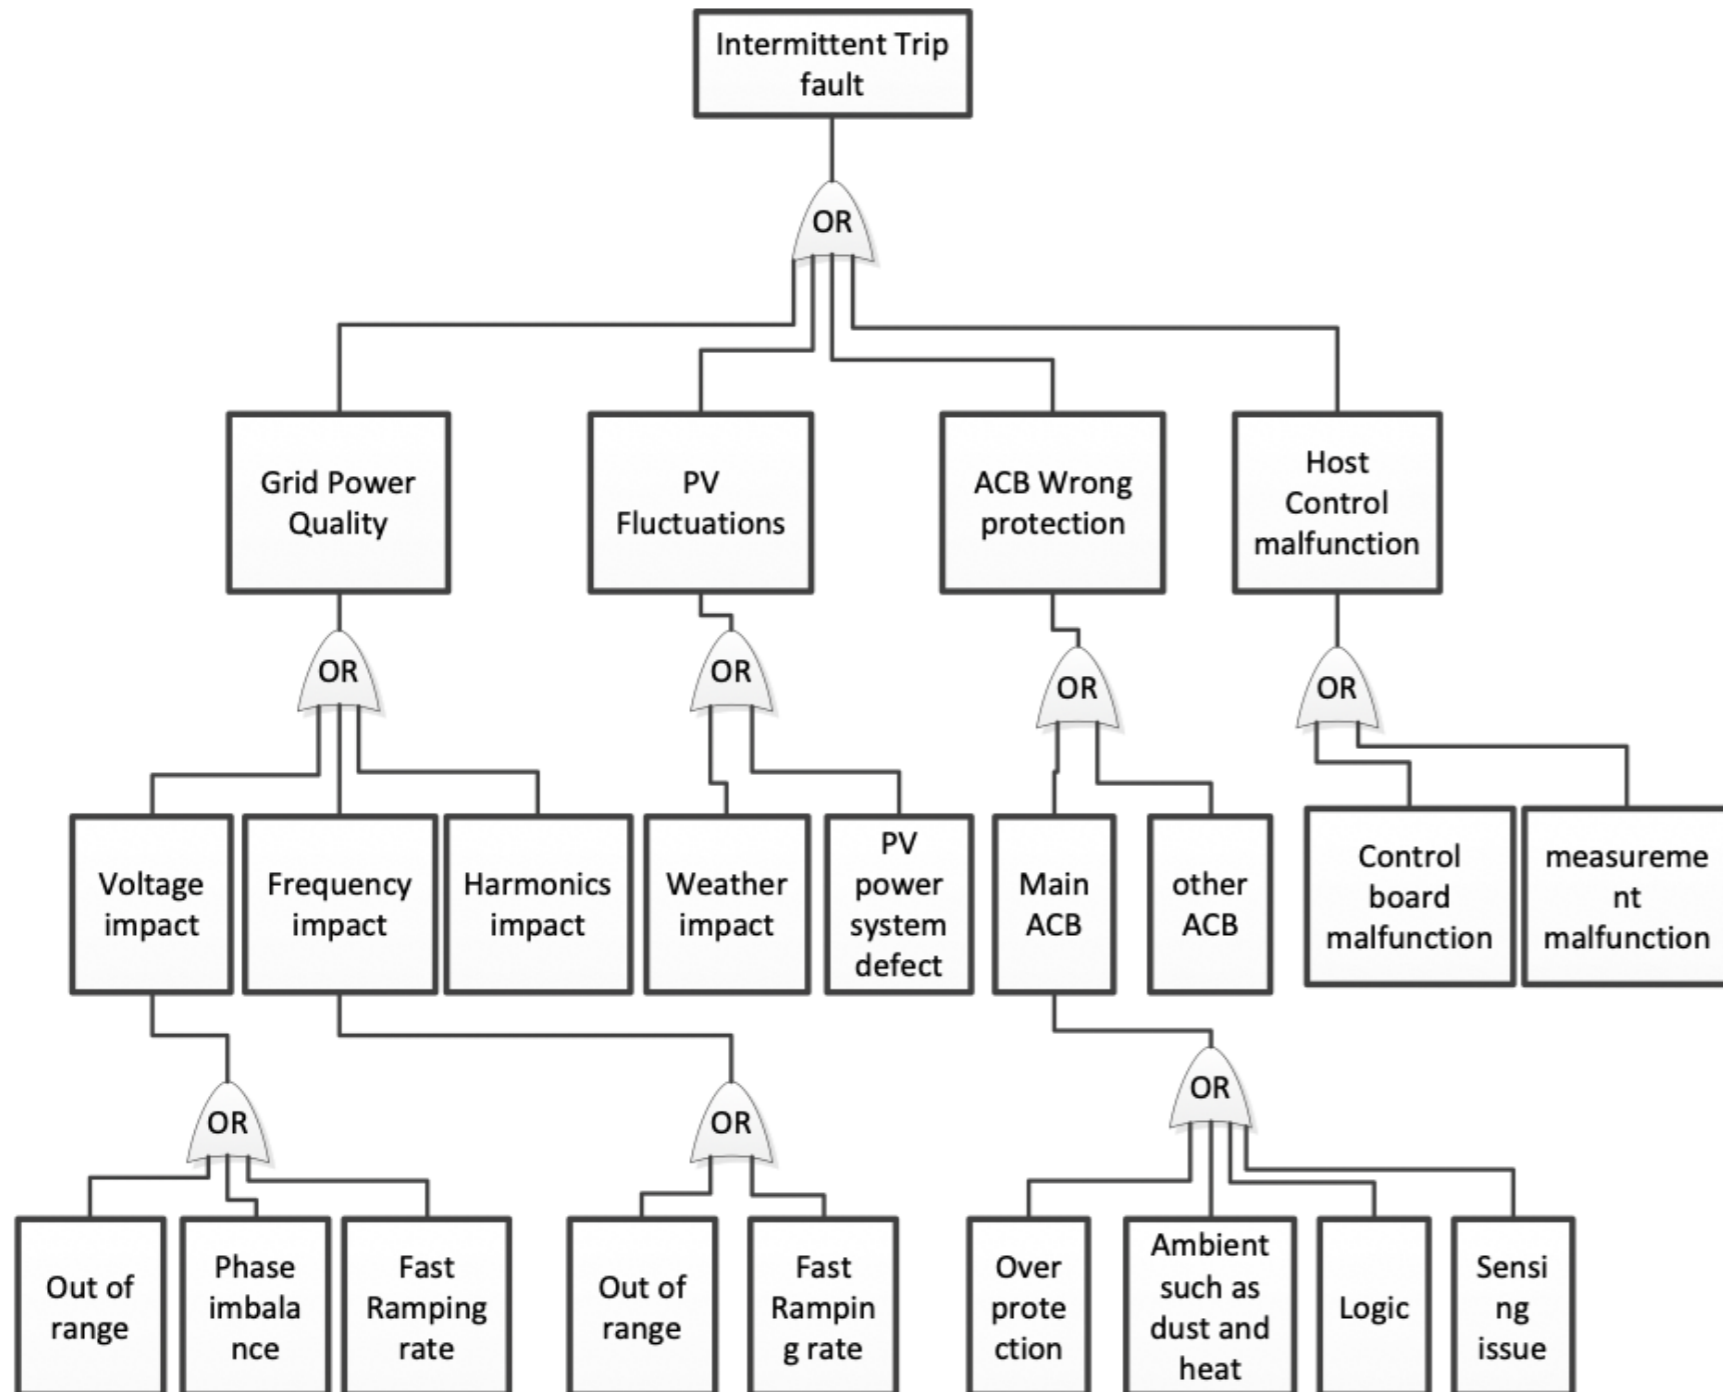 Intermittent Trip
fault
OR
Grid Power
Quality
PV
Fluctuations
ACB Wrong
protection
Host
Control
malfunction
OR
OR
OR
OR
Voltage
impact
Frequency
impact
Harmonics
impact
Weather
impact
PV
power
system
defect
Main
ACB
other
ACB
Control
board
malfunction
measureme
nt
malfunction
OR
OR
OR
Out of
range
Phase
imbala
nce
Fast
Ramping
rate
Out of
range
Fast
Rampin
g rate
Over
prote
ction
Ambient
such as
dust and
heat
Logic
Sensi
ng
issue